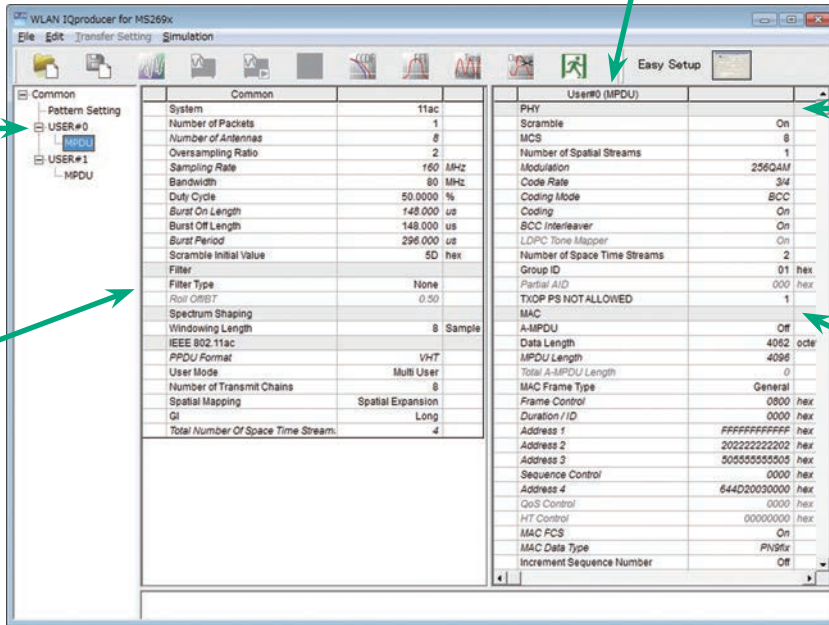 WLAN IQproducer for MS269x
File Edit Transfer Setting Simulation
Easy Setup
Common
Pattern Setting
USER#0
MPDU
USER#1
MPDU
Common
System 11ac
Number of Packets 1
Number of Antennas 8
Oversampling Ratio 2
Sampling Rate 160 MHz
Bandwidth 80 MHz
Duty Cycle 50.0000 %
Burst On Length 148.000 us
Burst Off Length 148.000 us
Burst Period 296.000 us
Scramble Initial Value 5D hex
Filter
Filter Type None
Roll Off/BT 0.50
Spectrum Shaping
Windowing Length 8 Sample
IEEE 802.11ac
PPDU Format VHT
User Mode Multi User
Number of Transmit Chains 8
Spatial Mapping Spatial Expansion
GI Long
Total Number Of Space Time Stream. 4
User#0 (MPDU)
PHY
Scramble On
MCS 8
Number of Spatial Streams 1
Modulation 256QAM
Code Rate 3/4
Coding Mode BCC
Coding On
BCC Interleaver On
LDPC Tone Mapper On
Number of Space Time Streams 2
Group ID 01 hex
Partial AID 000 hex
TXOP PS NOT ALLOWED 1
MAC
A-MPDU Off
Data Length 4062 octe
MPDU Length 4096
Total A-MPDU Length 0
MAC Frame Type General
Frame Control 0800 hex
Duration / ID 0000 hex
Address 1 FFFFFFFFFFFF hex
Address 2 202222222202 hex
Address 3 505555555505 hex
Sequence Control 0000 hex
Address 4 644D20030000 hex
QoS Control 0000 hex
HT Control 00000000 hex
MAC FCS On
MAC Data Type PN9fix
Increment Sequence Number Off